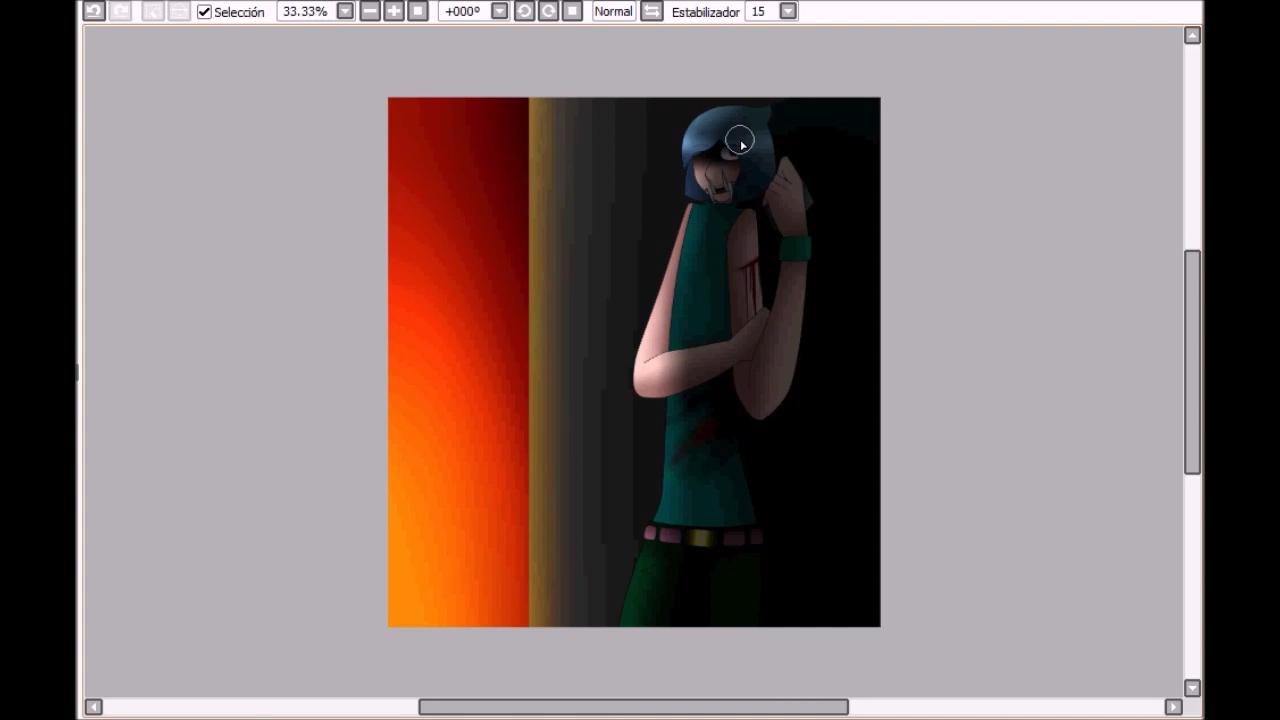 Selección 33.33% +000º Normal Estabilizador 15